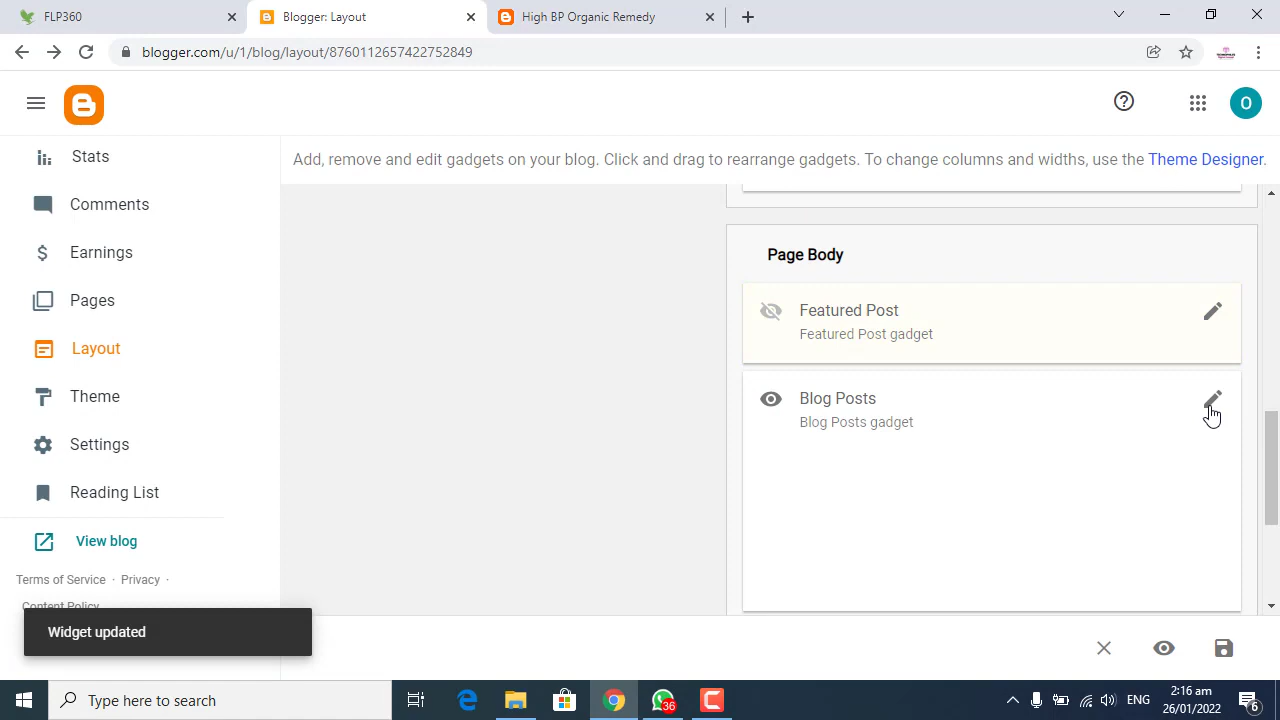 FLP360
Blogger: Layout
High BP Organic Remedy
blogger.com/u/1/blog/layout/8760112657422752849
O
Stats
Comments
Earnings
Pages
Layout
Theme
Settings
Reading List
View blog
Terms of Service · Privacy ·
Content Policy
Widget updated
Add, remove and edit gadgets on your blog. Click and drag to rearrange gadgets. To change columns and widths, use the Theme Designer.
Page Body
Featured Post
Featured Post gadget
Blog Posts
Blog Posts gadget
Type here to search
36
ENG
2:16 am
26/01/2022
6